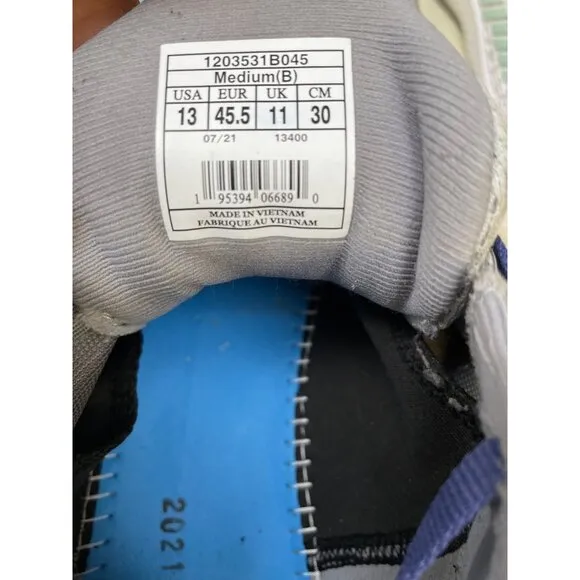 1203531B045
Medium(B)
USA EUR UK CM
13 45.5 11 30
07/21 13400
1 95394 06689 0
MADE IN VIETNAM
FABRIQUE AU VIETNAM
2021